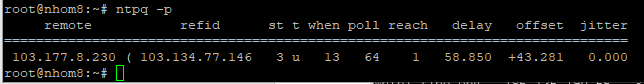 root@nhom8:~# ntpq -p
remote refid st t when poll reach delay offset jitter
==============================================================================
103.177.8.230 ( 103.134.77.146 3 u 13 64 1 58.850 +43.281 0.000
root@nhom8:~#